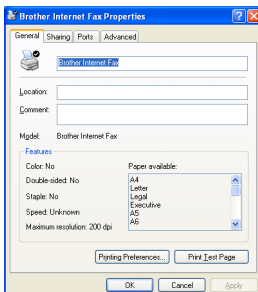 Brother Internet Fax Properties
General Sharing Ports Advanced
Brother Internet Fax
Location:
Comment:
Model: Brother Internet Fax
Features
Color: No
Double-sided: No
Staple: No
Speed: Unknown
Maximum resolution: 200 dpi
Paper available:
A4
Letter
Legal
Executive
A5
A6
Printing Preferences... Print Test Page
OK Cancel Apply